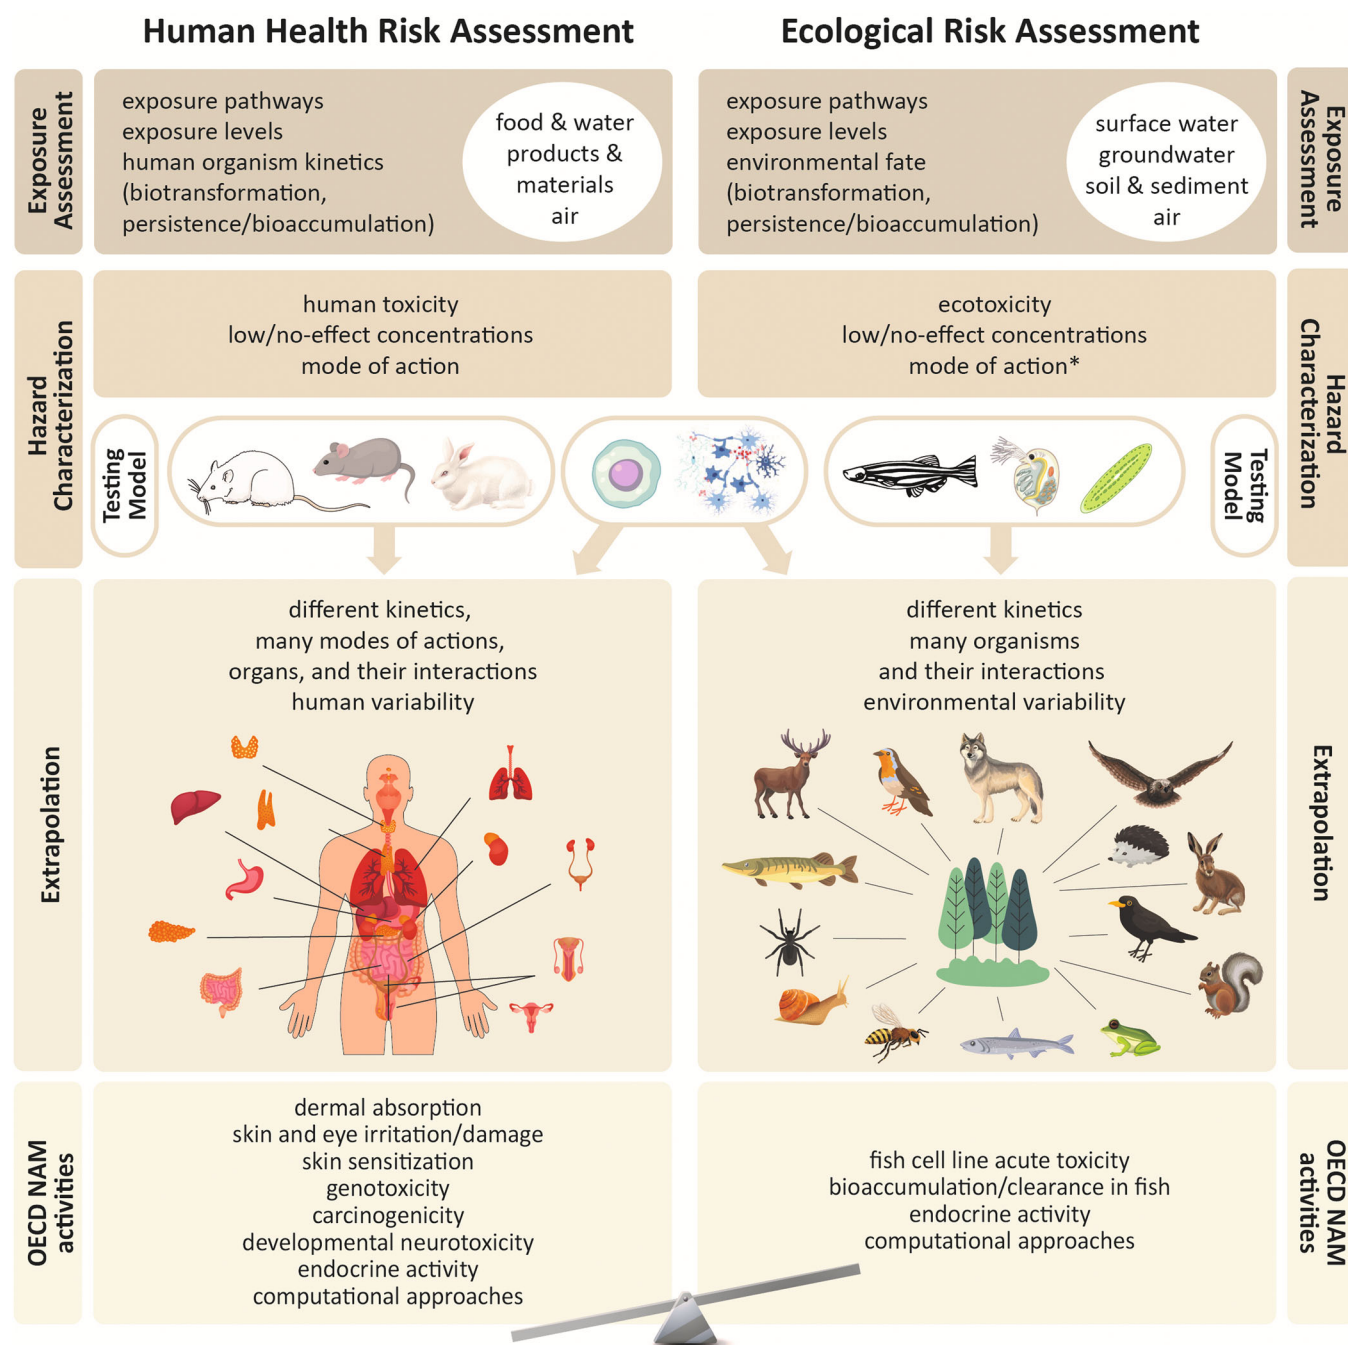 Human Health Risk Assessment
Ecological Risk Assessment
Exposure
Assessment
exposure pathways
exposure levels
human organism kinetics
(biotransformation,
persistence/bioaccumulation)
food & water
products &
materials
air
exposure pathways
exposure levels
environmental fate
(biotransformation,
persistence/bioaccumulation)
surface water
groundwater
soil & sediment
air
Exposure
Assessment
Hazard
Characterization
human toxicity
low/no-effect concentrations
mode of action
ecotoxicity
low/no-effect concentrations
mode of action*
Hazard
Characterization
Testing
Model
Testing
Model
Extrapolation
different kinetics,
many modes of actions,
organs, and their interactions
human variability
different kinetics
many organisms
and their interactions
environmental variability
Extrapolation
OECD NAM
activities
dermal absorption
skin and eye irritation/damage
skin sensitization
genotoxicity
carcinogenicity
developmental neurotoxicity
endocrine activity
computational approaches
fish cell line acute toxicity
bioaccumulation/clearance in fish
endocrine activity
computational approaches
OECD NAM
activities